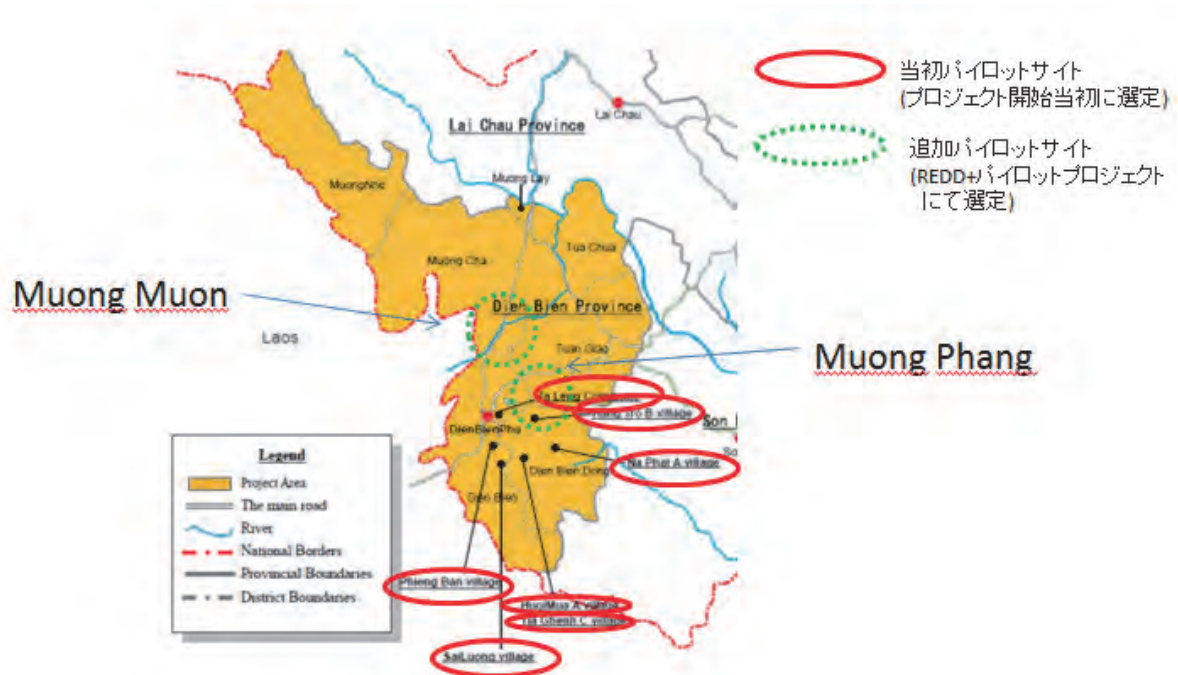 当初パイロットサイト
(プロジェクト開始当初に選定)
追加パイロットサイト
(REDD+パイロットプロジェクト
にて選定)
Lai Chau
Lai Chau Province
Muong Lay
MuongNhe
Tua Chua
Muong Cha
Muong Muon
Dien Bien Province
Laos
Tuan Giao
Muong Phang
Ta Leng
B village
Son
DienBienPhu
Na Phat A village
Dien Bien Dong
Dien Bien
Legend
Project Area
The main road
River
National Borders
Provincial Boundaries
District Boundaries
Phieng Ban village
HuoiMua A village
Tia Ghenh C village
SaiLuong village